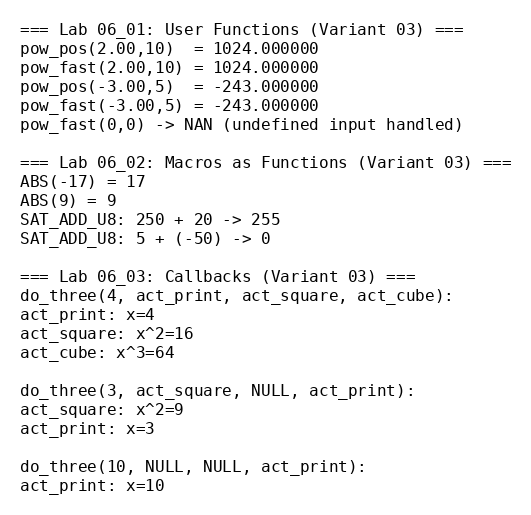 === Lab 06_01: User Functions (Variant 03) ===
pow_pos(2.00,10)  = 1024.000000
pow_fast(2.00,10) = 1024.000000
pow_pos(-3.00,5)  = -243.000000
pow_fast(-3.00,5) = -243.000000
pow_fast(0,0) -> NAN (undefined input handled)

=== Lab 06_02: Macros as Functions (Variant 03) ===
ABS(-17) = 17
ABS(9) = 9
SAT_ADD_U8: 250 + 20 -> 255
SAT_ADD_U8: 5 + (-50) -> 0

=== Lab 06_03: Callbacks (Variant 03) ===
do_three(4, act_print, act_square, act_cube):
act_print: x=4
act_square: x^2=16
act_cube: x^3=64

do_three(3, act_square, NULL, act_print):
act_square: x^2=9
act_print: x=3

do_three(10, NULL, NULL, act_print):
act_print: x=10